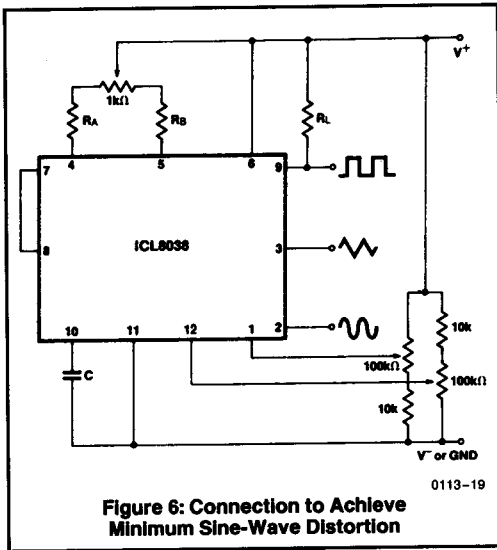 V+
1kΩ
RA
RB
RL
4
5
6
7
9
8
ICL8038
3
2
10
11
12
1
C
10k
100kΩ
100kΩ
10k
V− or GND
0113–19
Figure 6: Connection to Achieve
Minimum Sine-Wave Distortion